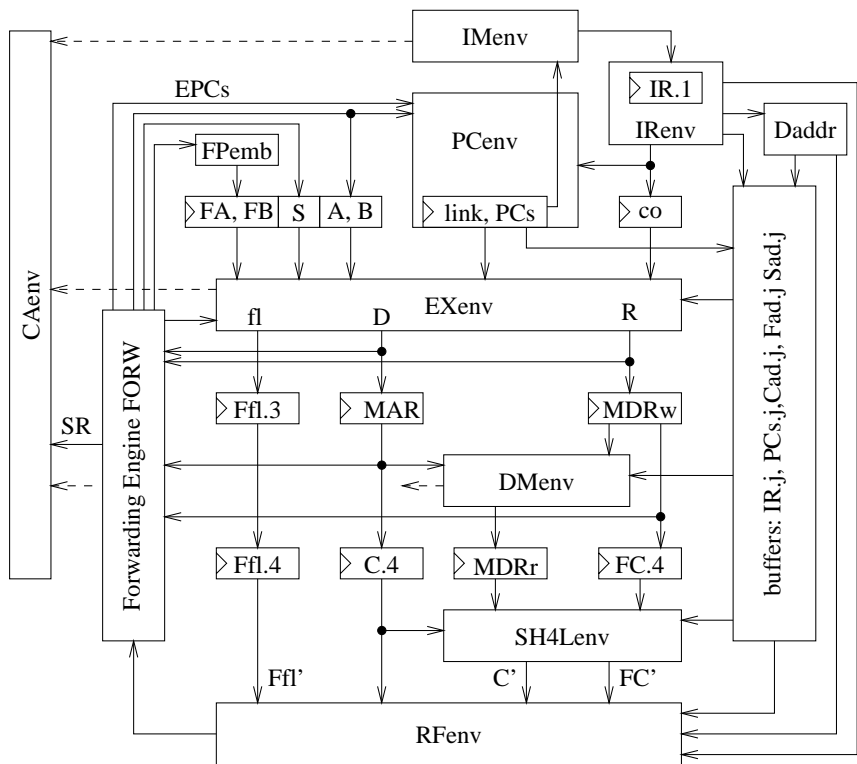 IMenv
IR.1
EPCs
IRenv
Daddr
FPemb
PCenv
FA, FB
S
A, B
link, PCs
co
CAenv
EXenv
fl
D
R
Forwarding Engine FORW
buffers: IR.j, PCs.j,Cad.j, Fad.j Sad.j
Ffl.3
MAR
MDRw
SR
DMenv
Ffl.4
C.4
MDRr
FC.4
SH4Lenv
Ffl’
C’
FC’
RFenv